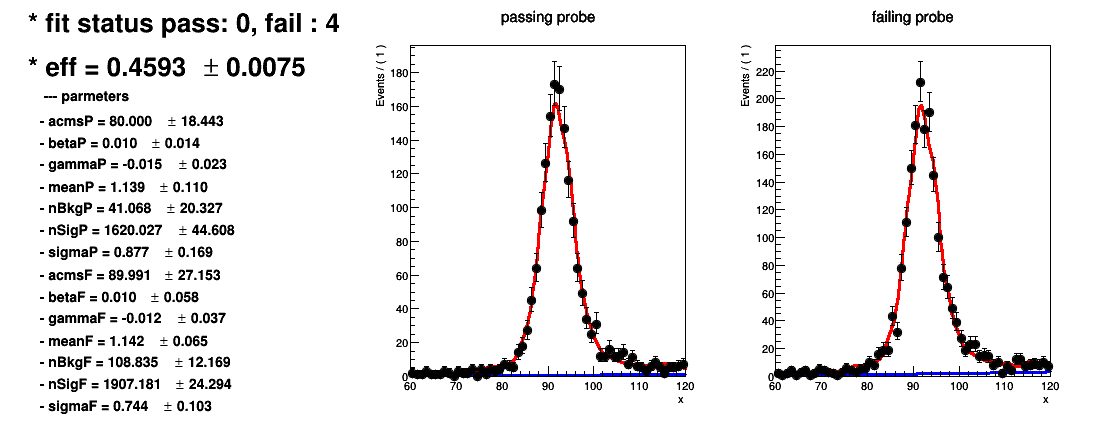 * fit status pass: 0, fail : 4
* eff = 0.4593 ± 0.0075
--- parmeters
- acmsP = 80.000 ± 18.443
- betaP = 0.010 ± 0.014
- gammaP = -0.015 ± 0.023
- meanP = 1.139 ± 0.110
- nBkgP = 41.068 ± 20.327
- nSigP = 1620.027 ± 44.608
- sigmaP = 0.877 ± 0.169
- acmsF = 89.991 ± 27.153
- betaF = 0.010 ± 0.058
- gammaF = -0.012 ± 0.037
- meanF = 1.142 ± 0.065
- nBkgF = 108.835 ± 12.169
- nSigF = 1907.181 ± 24.294
- sigmaF = 0.744 ± 0.103
passing probe
Events / ( 1 )
180
160
140
120
100
80
60
40
20
0
60 70 80 90 100 110 120
x
failing probe
Events / ( 1 )
220
200
180
160
140
120
100
80
60
40
20
0
60 70 80 90 100 110 120
x